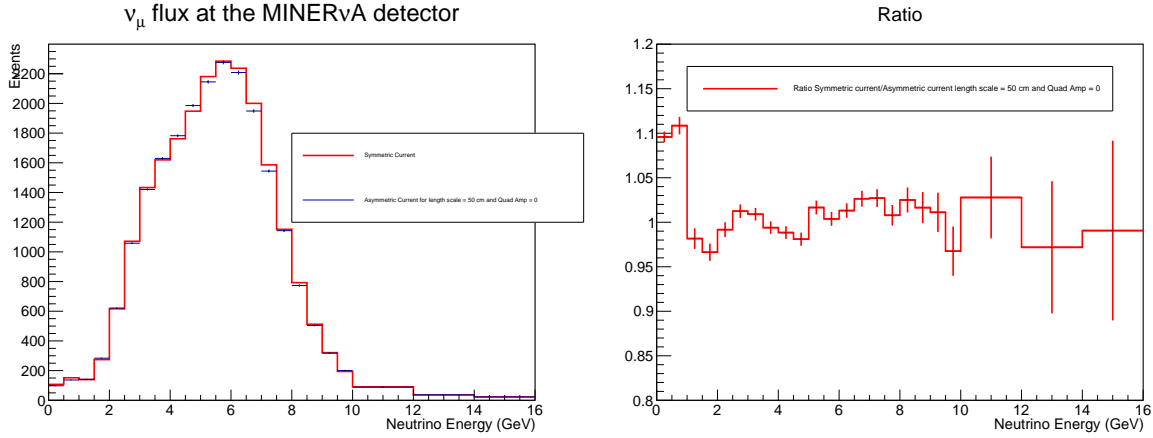 ν_μ flux at the MINERνA detector
Events
2200
2000
1800
1600
1400
1200
1000
800
600
400
200
0
0 2 4 6 8 10 12 14 16
Neutrino Energy (GeV)
Symmetric Current
Asymmetric Current for length scale = 50 cm and Quad Amp = 0
Ratio
1.2
1.15
1.1
1.05
1
0.95
0.9
0.85
0.8
0 2 4 6 8 10 12 14 16
Neutrino Energy (GeV)
Ratio Symmetric current/Asymmetric current length scale = 50 cm and Quad Amp = 0